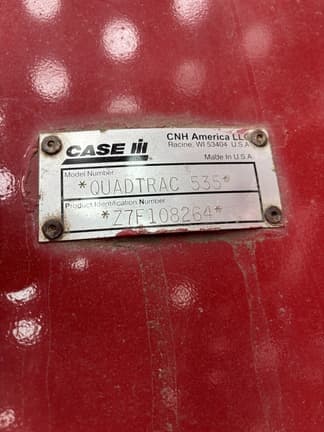 CNH America LLC
Racine, WI 53404 U.S.A.
CASE IH
Made in U.S.A.
Model Number
*QUADTRAC 535*
Product Identification Number
*Z7F108264*